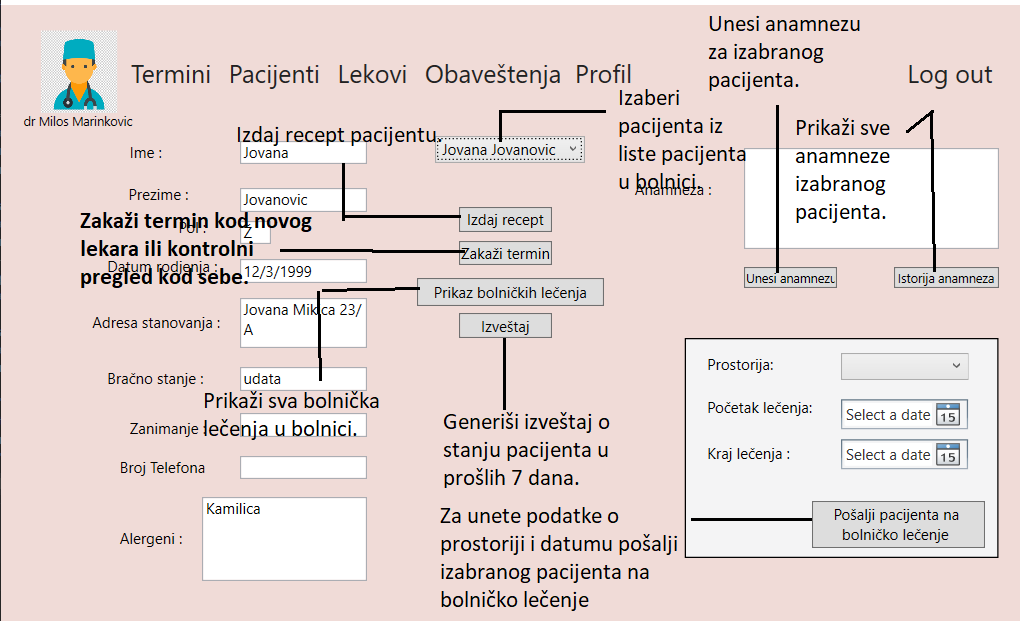 Termini Pacijenti Lekovi Obaveštenja Profil
Log out
dr Milos Marinkovic
Unesi anamnezu
za izabranog
pacijenta.
Izaberi
pacijenta iz
liste pacijenta
u bolnici.
Prikaži sve
anamneze
izabranog
pacijenta.
Izdaj recept pacijentu.
Ime :
Jovana
Jovana Jovanovic
Prezime :
Jovanovic
Anamneza :
Zakaži termin kod novog
lekara ili kontrolni
pregled kod sebe.
Pol :
Ž
Datum rodjenja :
12/3/1999
Izdaj recept
Zakaži termin
Prikaz bolničkih lečenja
Izveštaj
Unesi anamnezu
Istorija anamneza
Adresa stanovanja :
Jovana Mikica 23/
A
Bračno stanje :
udata
Prikaži sva bolnička
lečenja u bolnici.
Zanimanje :
Broj Telefona
Alergeni :
Kamilica
Generiši izveštaj o
stanju pacijenta u
prošlih 7 dana.
Za unete podatke o
prostoriji i datumu pošalji
izabranog pacijenta na
bolničko lečenje
Prostorija:
Početak lečenja:
Select a date
15
Kraj lečenja :
Select a date
15
Pošalji pacijenta na
bolničko lečenje